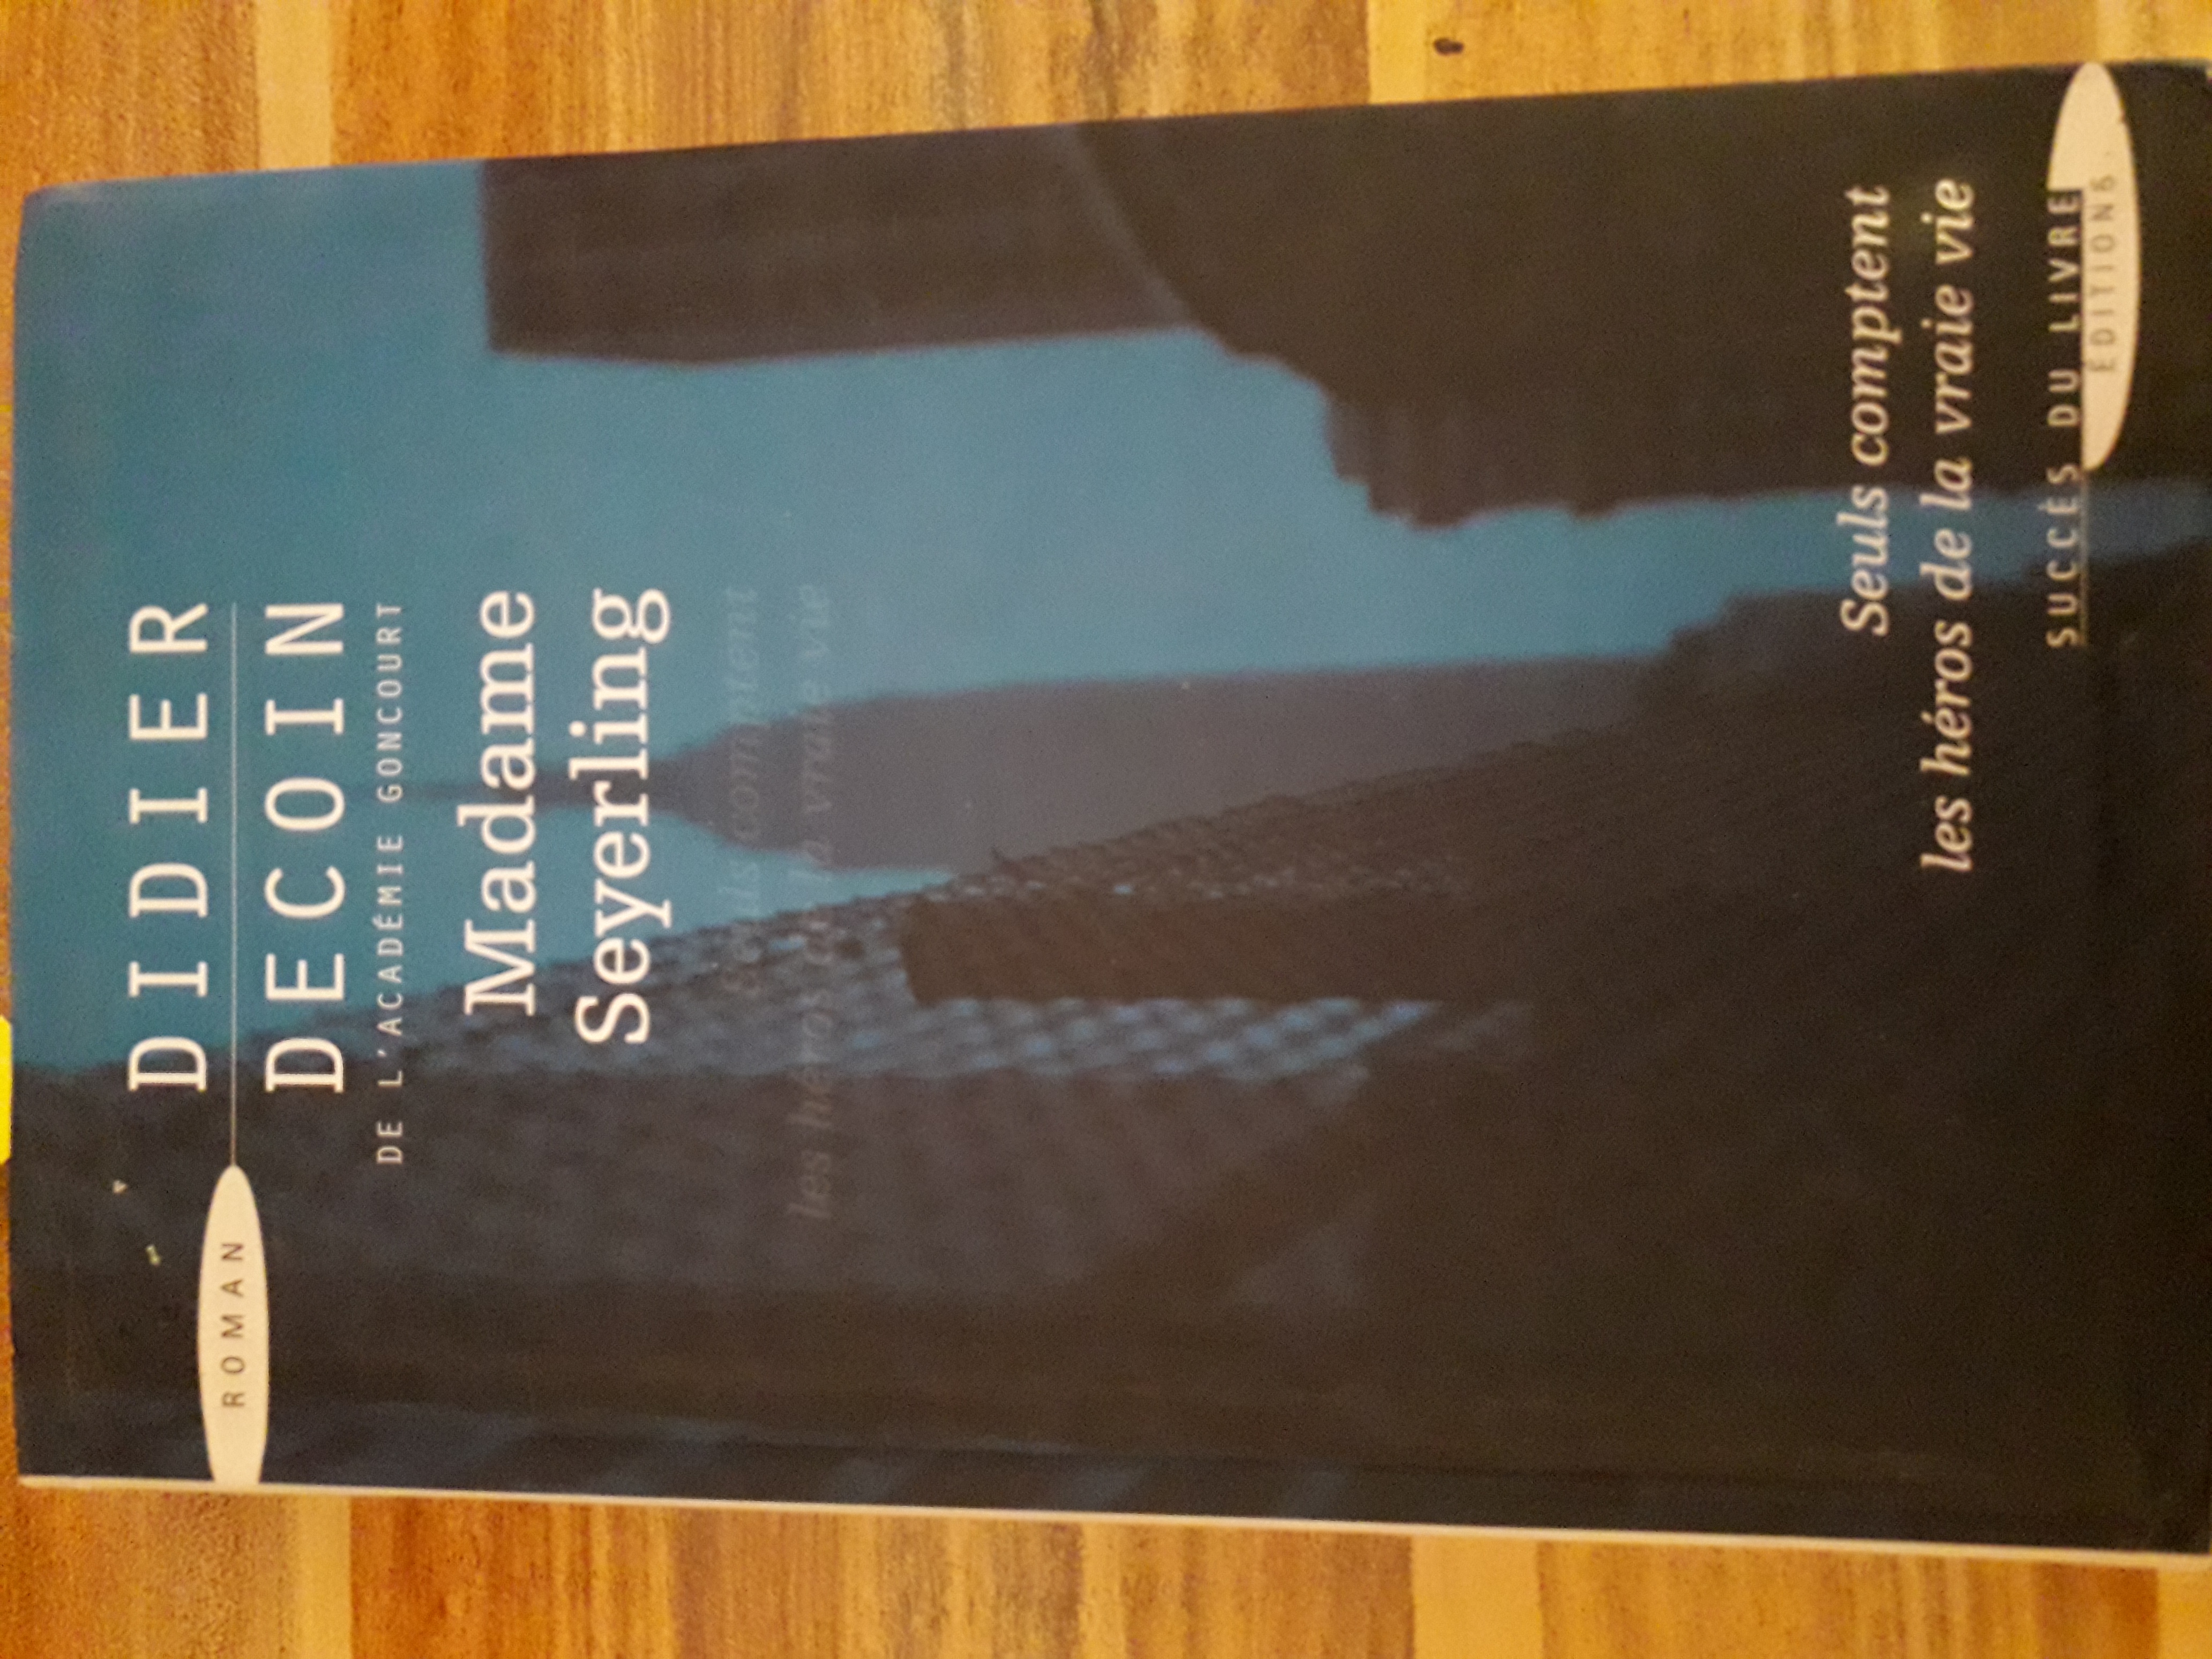 DIDIER
ROMAN
DECOIN
DE L'ACADÉMIE GONCOURT
Madame
Seyerling
Seuls comptent
les héros de la vraie vie
Seuls comptent
les héros de la vraie vie
SUCCÈS DU LIVRE
ÉDITIONS